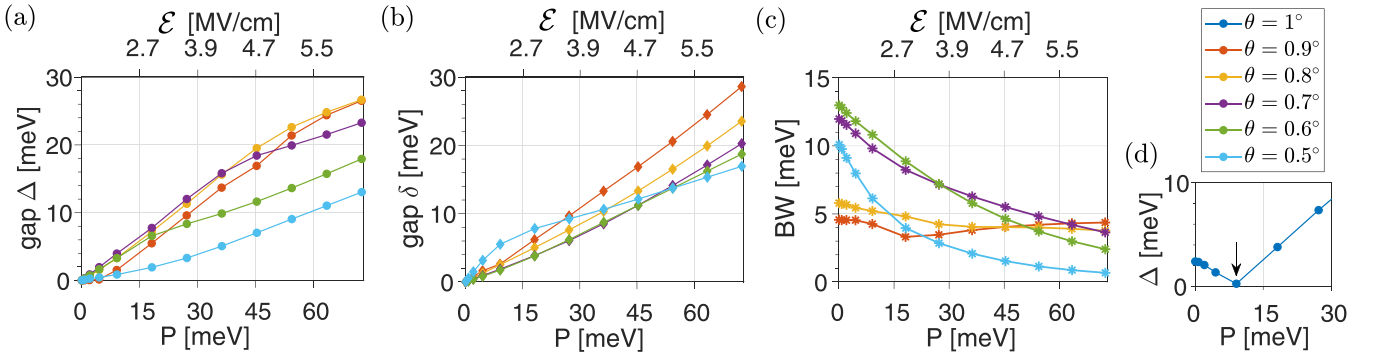 (a)
ℰ [MV/cm]
2.7 3.9 4.7 5.5
30
20
10
0
gap Δ [meV]
0 15 30 45 60
P [meV]
(b)
ℰ [MV/cm]
2.7 3.9 4.7 5.5
30
20
10
0
gap δ [meV]
0 15 30 45 60
P [meV]
(c)
ℰ [MV/cm]
2.7 3.9 4.7 5.5
15
10
5
0
BW [meV]
0 15 30 45 60
P [meV]
θ = 1°
θ = 0.9°
θ = 0.8°
θ = 0.7°
θ = 0.6°
θ = 0.5°
(d)
10
0
Δ [meV]
0 15 30
P [meV]